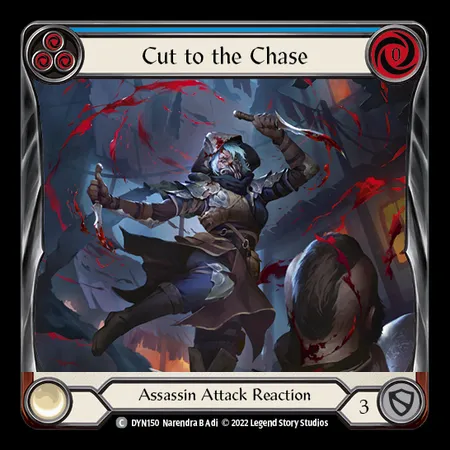 Cut to the Chase
0
Assassin Attack Reaction
3
C DYN150 Narendra B Adi © 2022 Legend Story Studios